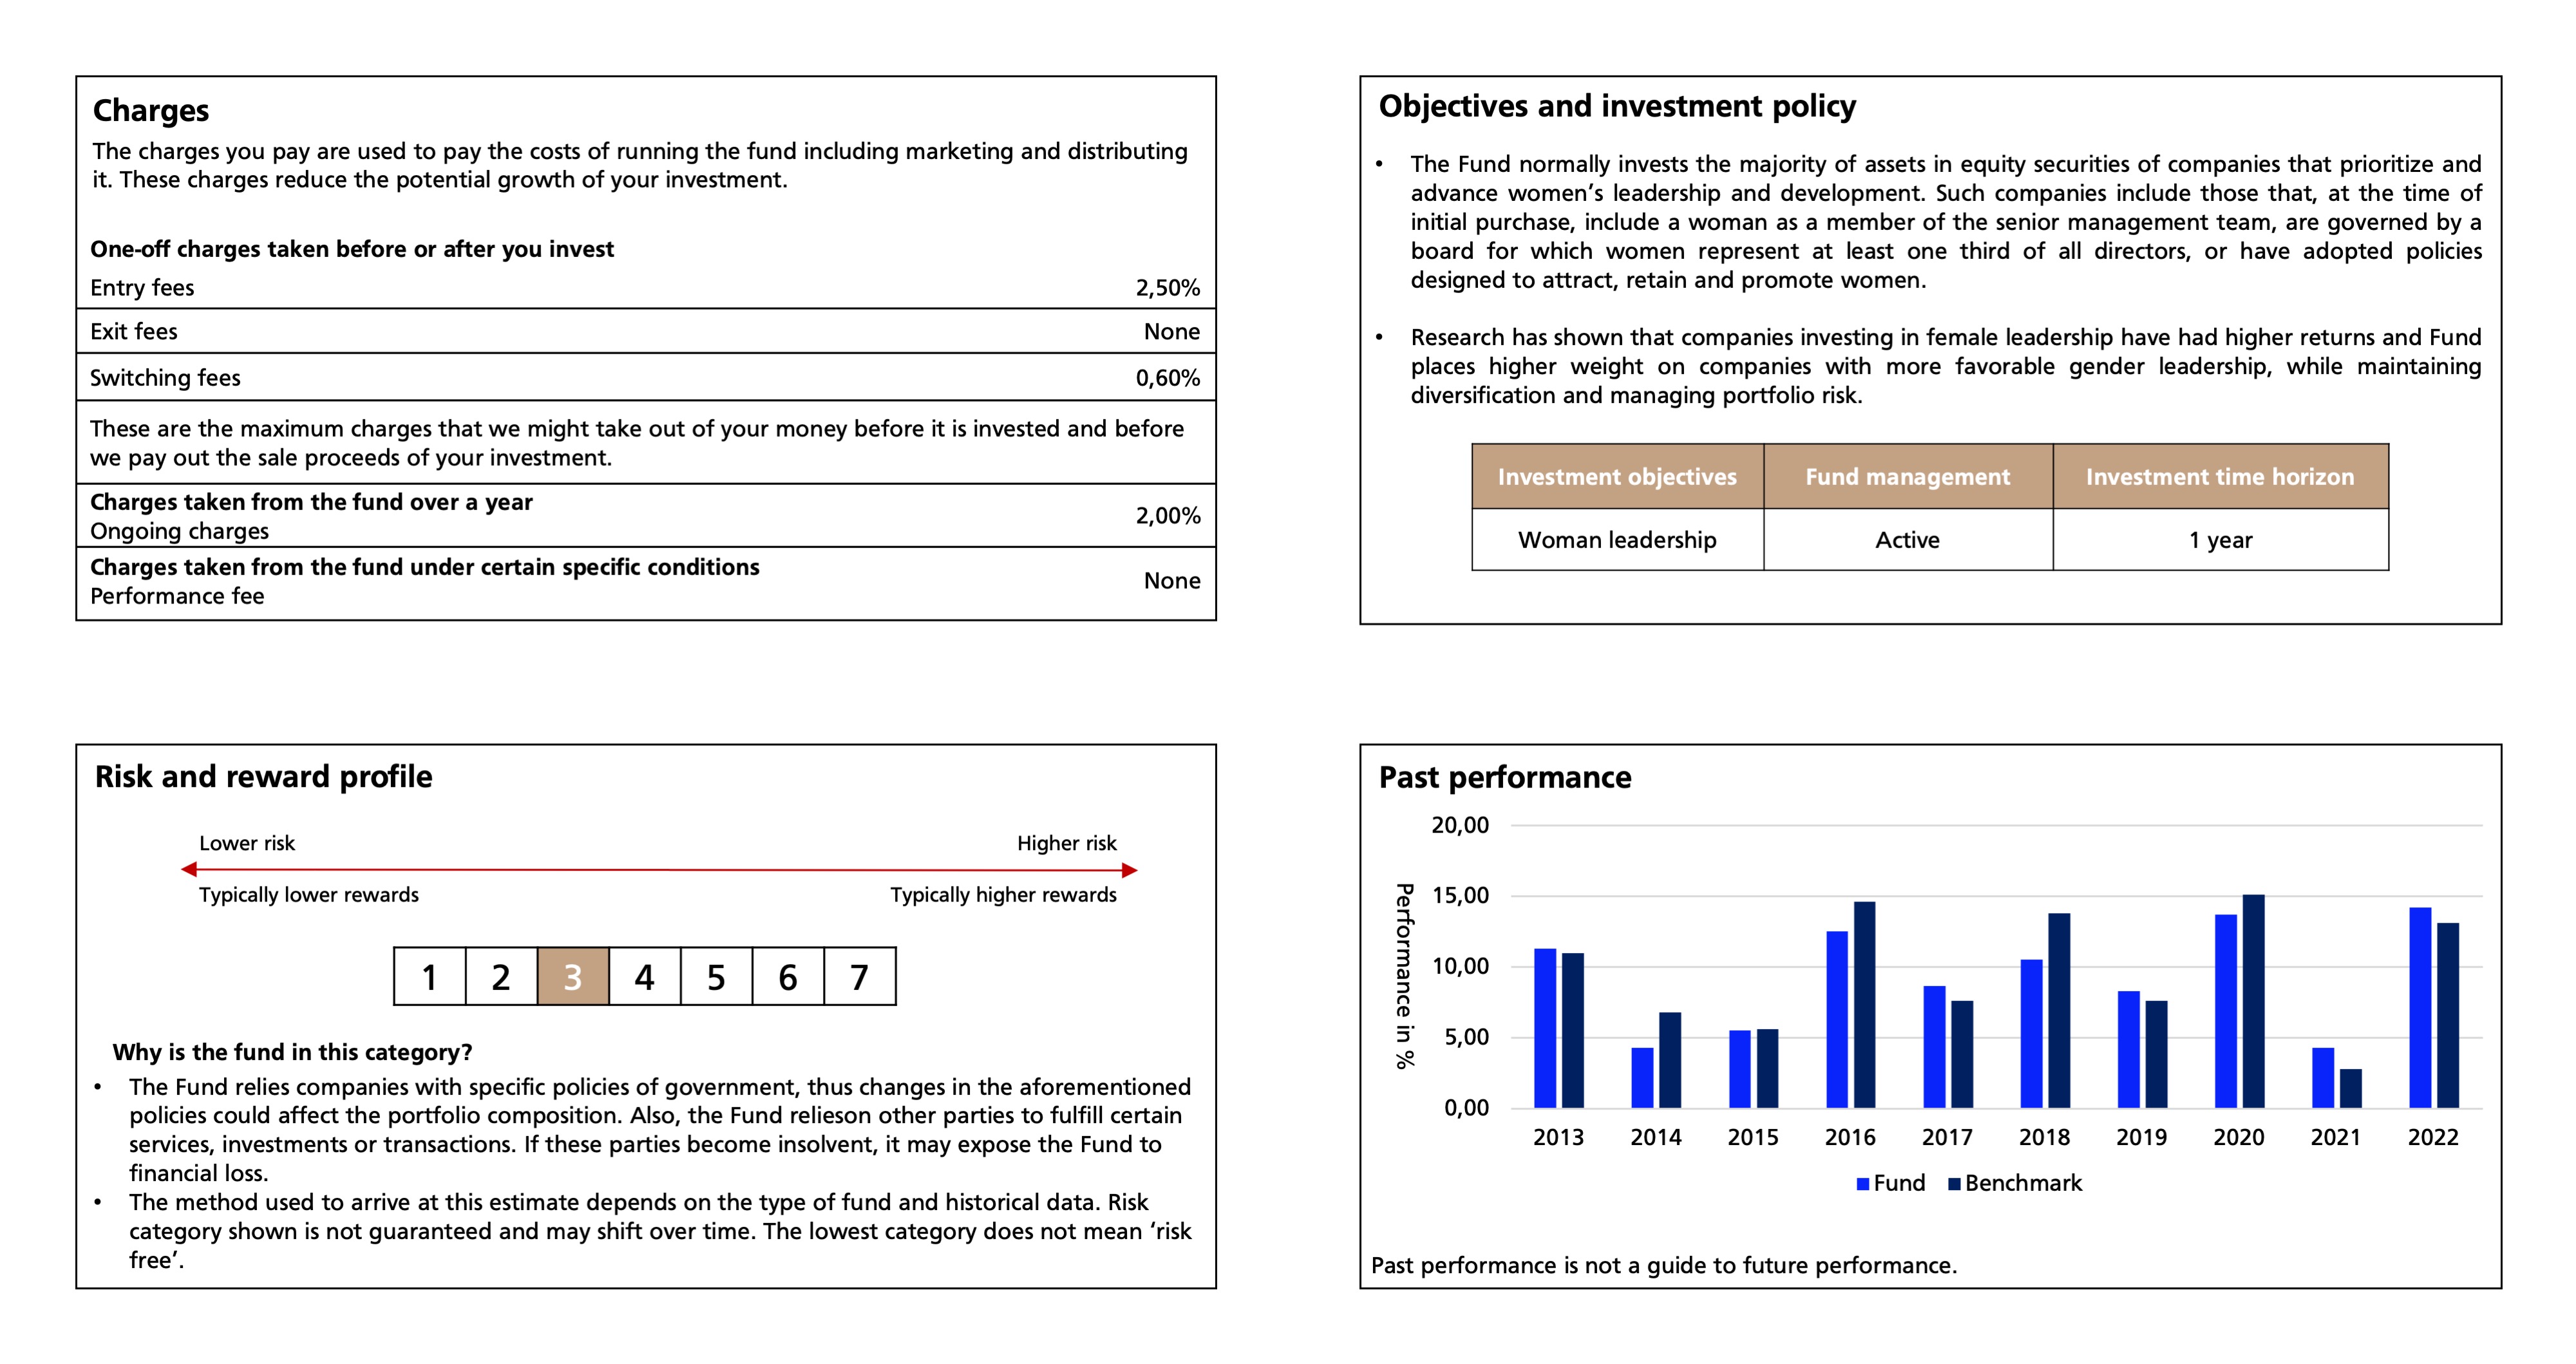 Charges
The charges you pay are used to pay the costs of running the fund including marketing and distributing
it. These charges reduce the potential growth of your investment.
One-off charges taken before or after you invest
Entry fees 2,50%
Exit fees None
Switching fees 0,60%
These are the maximum charges that we might take out of your money before it is invested and before
we pay out the sale proceeds of your investment.
Charges taken from the fund over a year
Ongoing charges 2,00%
Charges taken from the fund under certain specific conditions
Performance fee None
Objectives and investment policy
• The Fund normally invests the majority of assets in equity securities of companies that prioritize and
advance women’s leadership and development. Such companies include those that, at the time of
initial purchase, include a woman as a member of the senior management team, are governed by a
board for which women represent at least one third of all directors, or have adopted policies
designed to attract, retain and promote women.
• Research has shown that companies investing in female leadership have had higher returns and Fund
places higher weight on companies with more favorable gender leadership, while maintaining
diversification and managing portfolio risk.
Investment objectives Fund management Investment time horizon
Woman leadership Active 1 year
Risk and reward profile
Lower risk Higher risk
Typically lower rewards Typically higher rewards
1 2 3 4 5 6 7
Why is the fund in this category?
• The Fund relies companies with specific policies of government, thus changes in the aforementioned
policies could affect the portfolio composition. Also, the Fund relieson other parties to fulfill certain
services, investments or transactions. If these parties become insolvent, it may expose the Fund to
financial loss.
• The method used to arrive at this estimate depends on the type of fund and historical data. Risk
category shown is not guaranteed and may shift over time. The lowest category does not mean ‘risk
free’.
Past performance
Performance in %
20,00
15,00
10,00
5,00
0,00
2013 2014 2015 2016 2017 2018 2019 2020 2021 2022
Fund Benchmark
Past performance is not a guide to future performance.